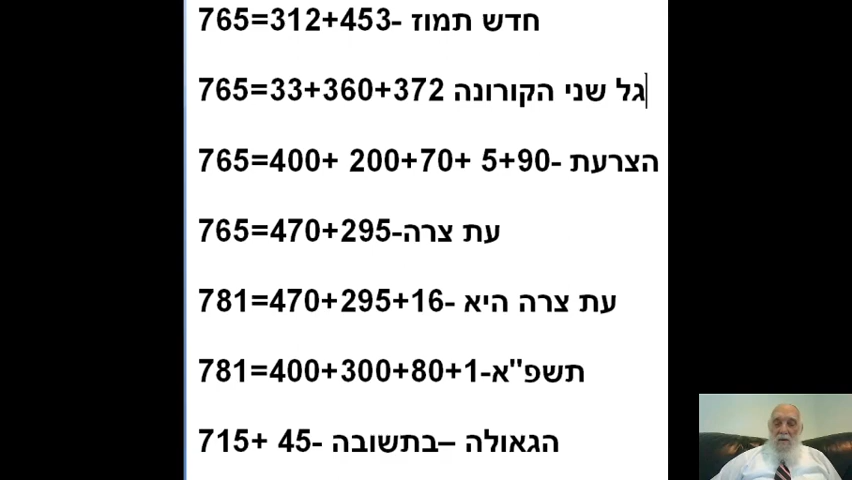 חדש תמוז -453+312=765
גל שני הקורונה 372+360+33=765
הצרעת -90+5 +70+200 +400=765
עת צרה-295+470=765
עת צרה היא -16+295+470=781
תשפ"א-1+80+300+400=781
הגאולה –בתשובה -45 +715